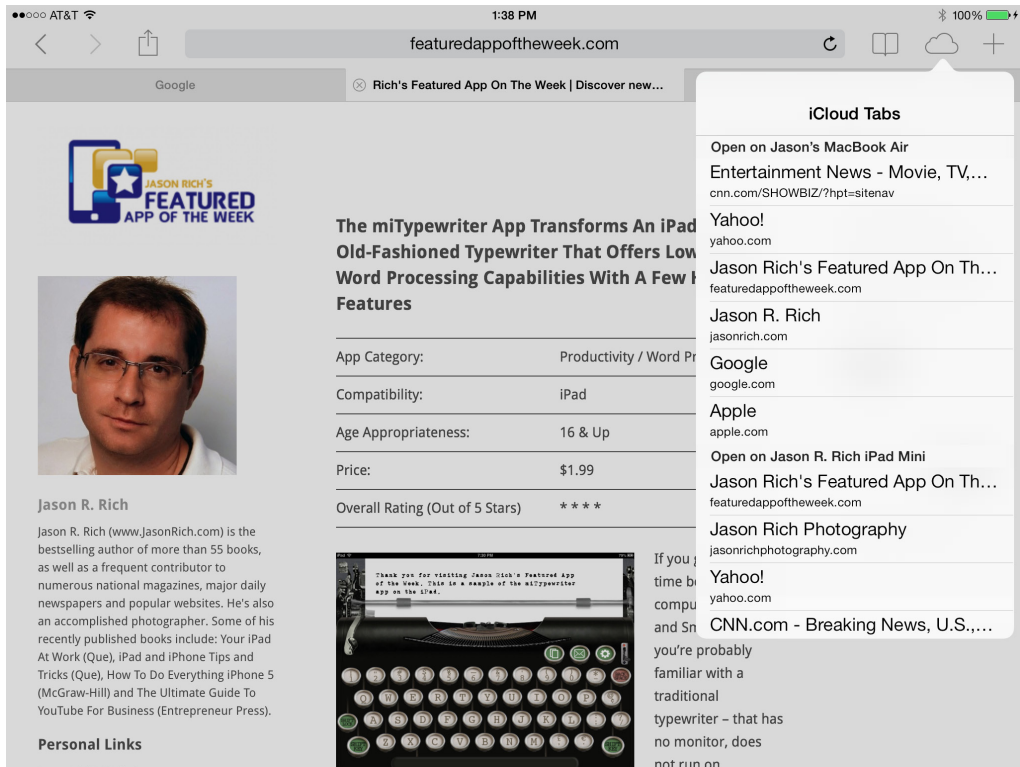 AT&T
1:38 PM
100%
featuredappoftheweek.com
Google
Rich's Featured App On The Week | Discover new…
iCloud Tabs
Open on Jason’s MacBook Air
Entertainment News - Movie, TV,…
cnn.com/SHOWBIZ/?hpt=sitenav
Yahoo!
yahoo.com
Jason Rich's Featured App On Th…
featuredappoftheweek.com
Jason R. Rich
jasonrich.com
Google
google.com
Apple
apple.com
Open on Jason R. Rich iPad Mini
Jason Rich's Featured App On Th…
featuredappoftheweek.com
Jason Rich Photography
jasonrichphotography.com
Yahoo!
yahoo.com
CNN.com - Breaking News, U.S.,…
JASON RICH'S
FEATURED
APP OF THE WEEK
Jason R. Rich
Jason R. Rich (www.JasonRich.com) is the
bestselling author of more than 55 books,
as well as a frequent contributor to
numerous national magazines, major daily
newspapers and popular websites. He's also
an accomplished photographer. Some of his
recently published books include: Your iPad
At Work (Que), iPad and iPhone Tips and
Tricks (Que), How To Do Everything iPhone 5
(McGraw-Hill) and The Ultimate Guide To
YouTube For Business (Entrepreneur Press).
Personal Links
The miTypewriter App Transforms An iPad
Old-Fashioned Typewriter That Offers Low
Word Processing Capabilities With A Few
Features
App Category: Productivity / Word Pr
Compatibility: iPad
Age Appropriateness: 16 & Up
Price: $1.99
Overall Rating (Out of 5 Stars) * * * *
iPad 7:38 PM
Thank you for visiting Jason Rich's Featured App
of the Week. This is a sample of the miTypewriter
app on the iPad.
Q W E R T Y U I O P
A S D F G H J K L
Z X C V B N M
If you
time
compu
and Sm
you’re probably
familiar with a
traditional
typewriter – that has
no monitor, does
not run on